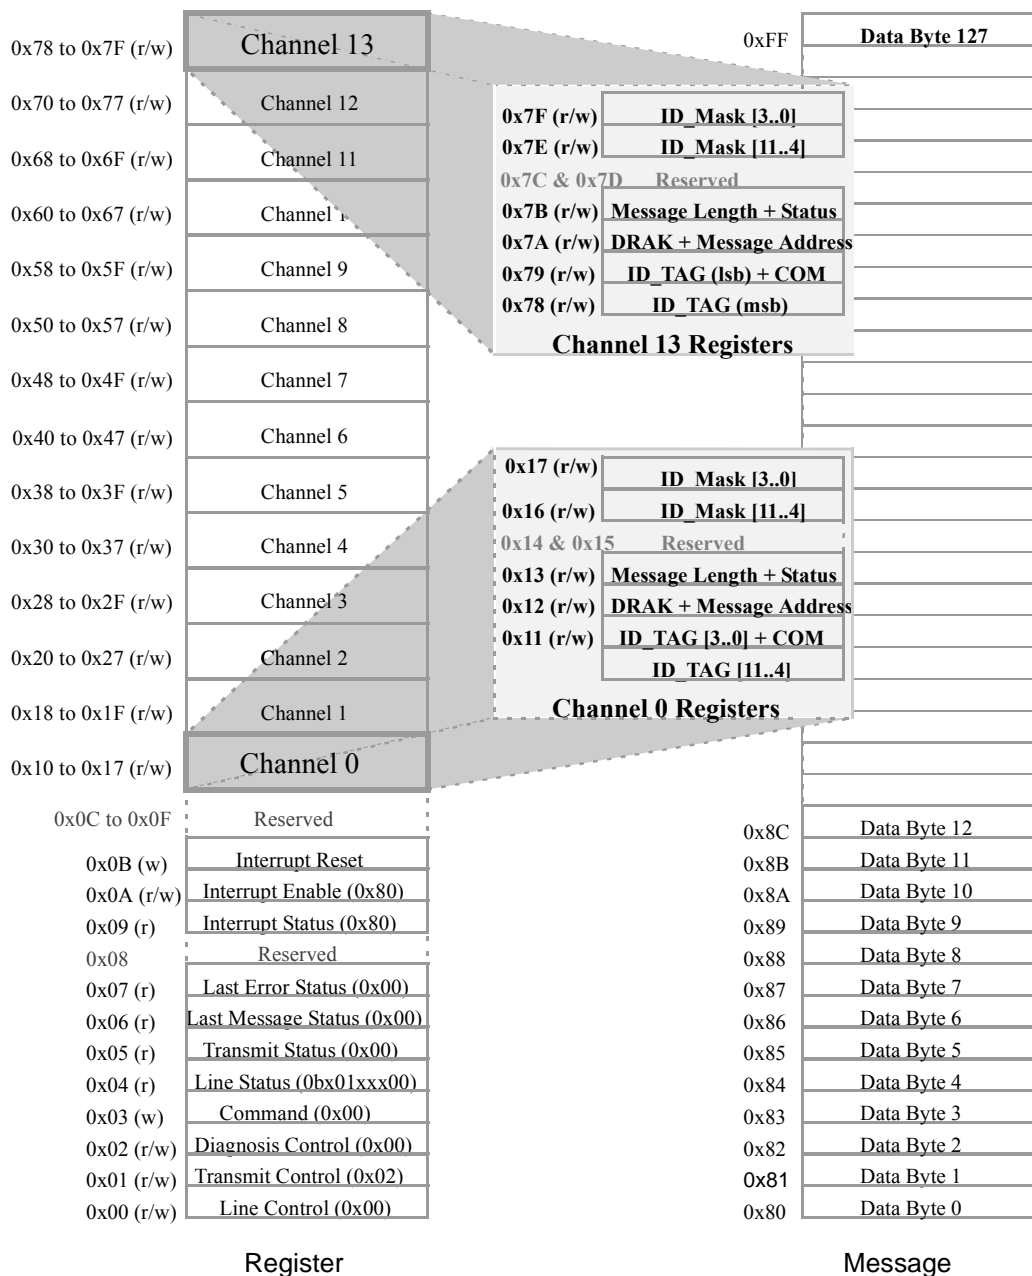 0x78 to 0x7F (r/w) Channel 13
0x70 to 0x77 (r/w) Channel 12
0x68 to 0x6F (r/w) Channel 11
0x60 to 0x67 (r/w) Channel 1
0x58 to 0x5F (r/w) Channel 9
0x50 to 0x57 (r/w) Channel 8
0x48 to 0x4F (r/w) Channel 7
0x40 to 0x47 (r/w) Channel 6
0x38 to 0x3F (r/w) Channel 5
0x30 to 0x37 (r/w) Channel 4
0x28 to 0x2F (r/w) Channel 3
0x20 to 0x27 (r/w) Channel 2
0x18 to 0x1F (r/w) Channel 1
0x10 to 0x17 (r/w) Channel 0
0x0C to 0x0F Reserved
0x0B (w) Interrupt Reset
0x0A (r/w) Interrupt Enable (0x80)
0x09 (r) Interrupt Status (0x80)
0x08 Reserved
0x07 (r) Last Error Status (0x00)
0x06 (r) Last Message Status (0x00)
0x05 (r) Transmit Status (0x00)
0x04 (r) Line Status (0bx01xxx00)
0x03 (w) Command (0x00)
0x02 (r/w) Diagnosis Control (0x00)
0x01 (r/w) Transmit Control (0x02)
0x00 (r/w) Line Control (0x00)
Register
0x7F (r/w) ID_Mask [3..0]
0x7E (r/w) ID_Mask [11..4]
0x7C & 0x7D Reserved
0x7B (r/w) Message Length + Status
0x7A (r/w) DRAK + Message Address
0x79 (r/w) ID_TAG (lsb) + COM
0x78 (r/w) ID_TAG (msb)
Channel 13 Registers
0x17 (r/w) ID_Mask [3..0]
0x16 (r/w) ID_Mask [11..4]
0x14 & 0x15 Reserved
0x13 (r/w) Message Length + Status
0x12 (r/w) DRAK + Message Address
0x11 (r/w) ID_TAG [3..0] + COM
ID_TAG [11..4]
Channel 0 Registers
0xFF Data Byte 127
0x8C Data Byte 12
0x8B Data Byte 11
0x8A Data Byte 10
0x89 Data Byte 9
0x88 Data Byte 8
0x87 Data Byte 7
0x86 Data Byte 6
0x85 Data Byte 5
0x84 Data Byte 4
0x83 Data Byte 3
0x82 Data Byte 2
0x81 Data Byte 1
0x80 Data Byte 0
Message